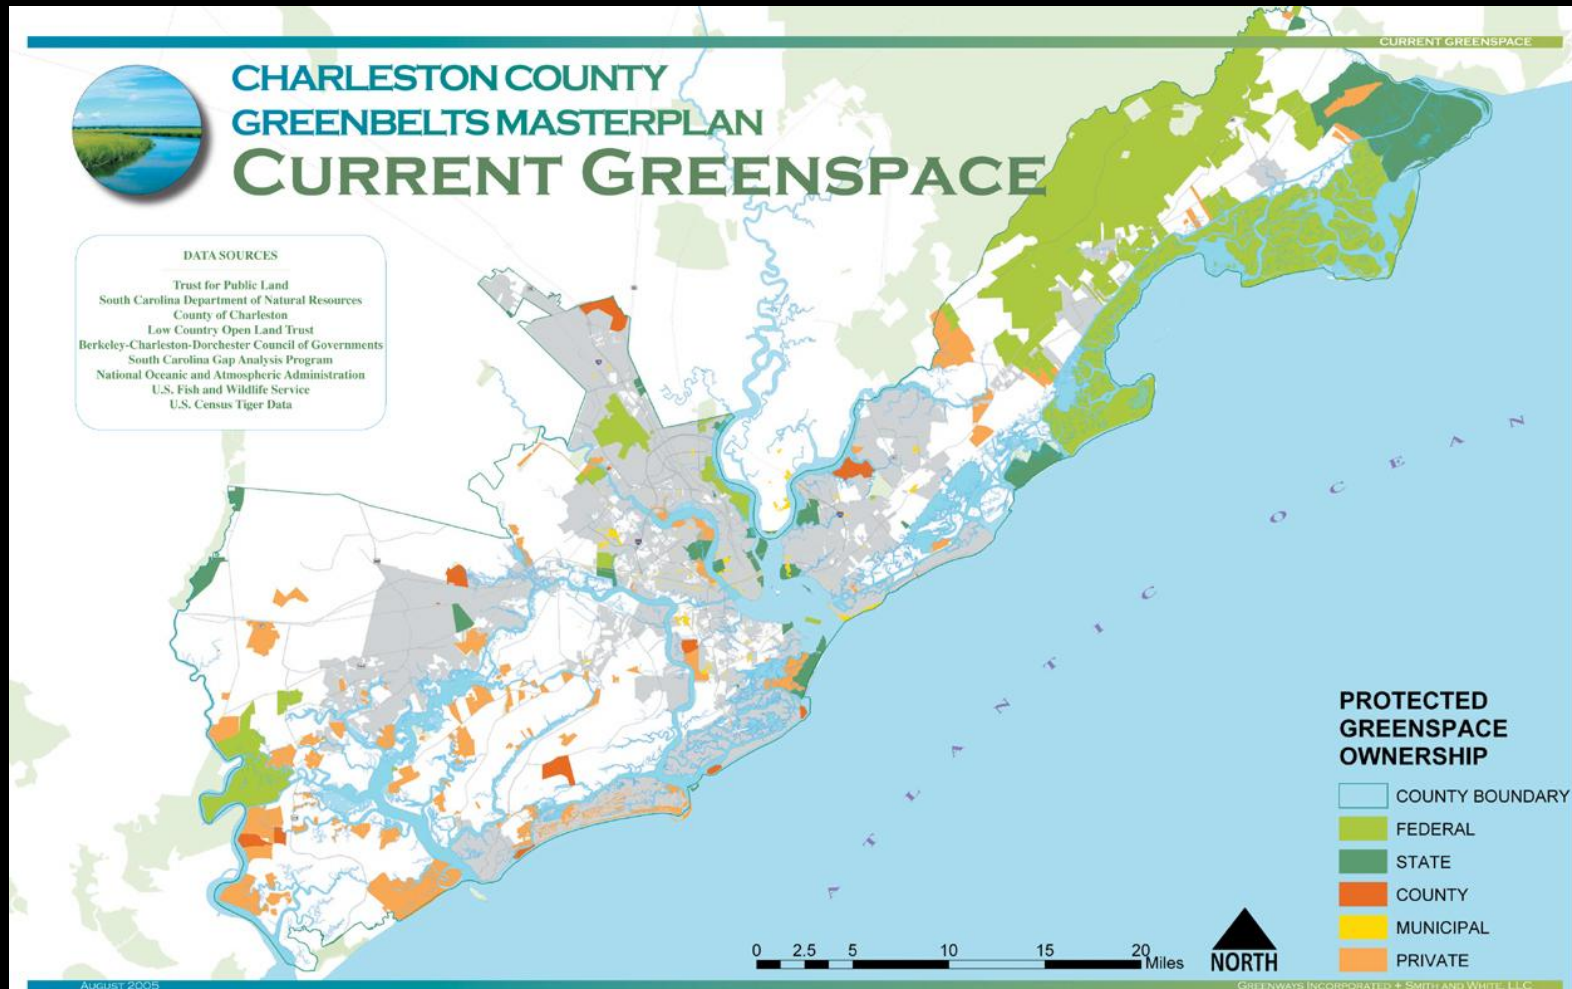 CURRENT GREENSPACE
CHARLESTON COUNTY
GREENBELTS MASTERPLAN
CURRENT GREENSPACE
DATA SOURCES
Trust for Public Land
South Carolina Department of Natural Resources
County of Charleston
Low Country Open Land Trust
Berkeley-Charleston-Dorchester Council of Governments
South Carolina Gap Analysis Program
National Oceanic and Atmospheric Administration
U.S. Fish and Wildlife Service
U.S. Census Tiger Data
ATLANTIC OCEAN
PROTECTED
GREENSPACE
OWNERSHIP
COUNTY BOUNDARY
FEDERAL
STATE
COUNTY
MUNICIPAL
PRIVATE
0 2.5 5 10 15 20
Miles
NORTH
AUGUST 2005
GREENWAYS INCORPORATED + SMITH AND WHITE, LLC